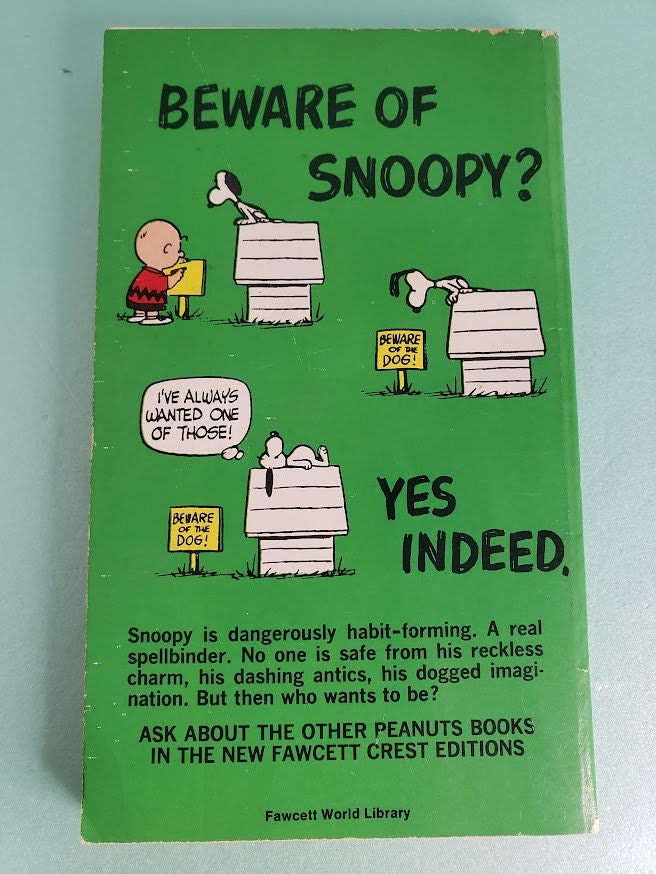 BEWARE OF
SNOOPY?
BEWARE
OF THE
DOG!
I'VE ALWAYS
WANTED ONE
OF THOSE!
BEWARE
OF THE
DOG!
YES
INDEED.
Snoopy is dangerously habit-forming. A real
spellbinder. No one is safe from his reckless
charm, his dashing antics, his dogged imagi-
nation. But then who wants to be?
ASK ABOUT THE OTHER PEANUTS BOOKS
IN THE NEW FAWCETT CREST EDITIONS
Fawcett World Library